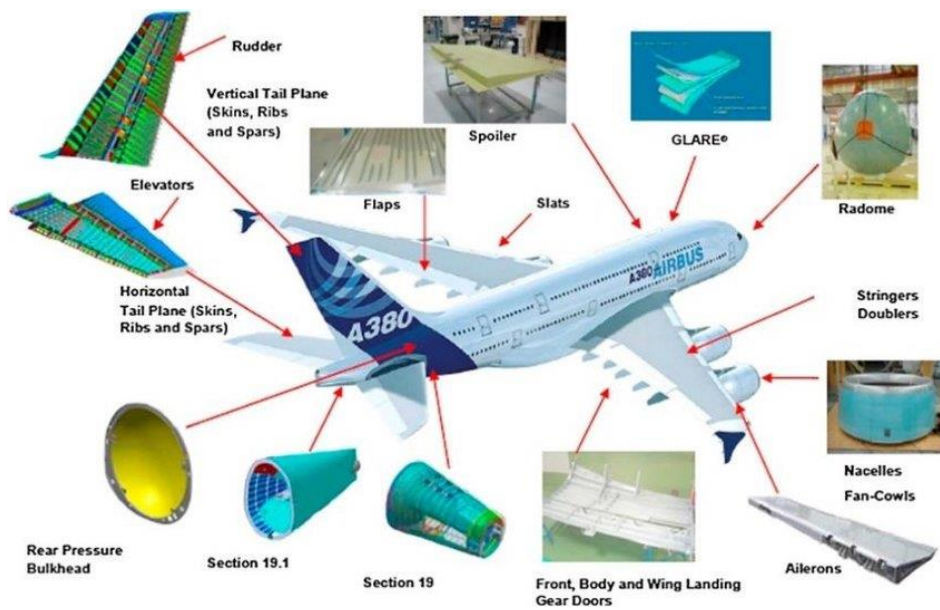 Rudder
Vertical Tail Plane
(Skins, Ribs
and Spars)
Spoiler
GLARE®
Radome
Elevators
Flaps
Slats
Horizontal
Tail Plane (Skins,
Ribs and Spars)
A380 AIRBUS
A380
Stringers
Doublers
Nacelles
Fan-Cowls
Rear Pressure
Bulkhead
Section 19.1
Section 19
Front, Body and Wing Landing
Gear Doors
Ailerons